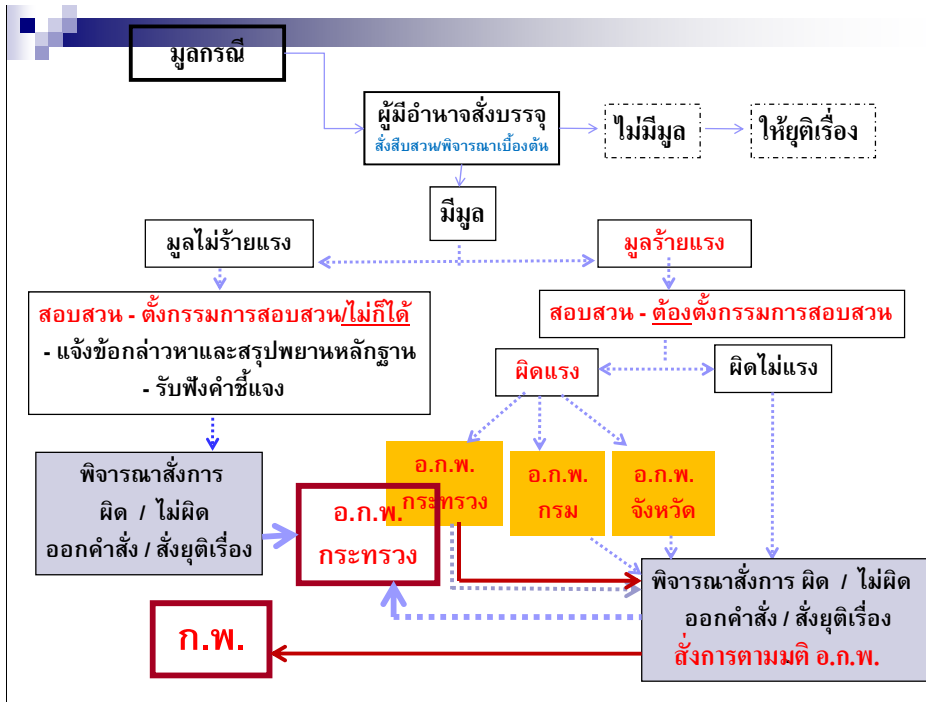 มูลกรณี
ผู้มีอำนาจสั่งบรรจุ
สั่งสืบสวน/พิจารณาเบื้องต้น
ไม่มีมูล
ให้ยุติเรื่อง
มีมูล
มูลไม่ร้ายแรง
มูลร้ายแรง
สอบสวน - ตั้งกรรมการสอบสวน/ไม่ก็ได้
- แจ้งข้อกล่าวหาและสรุปพยานหลักฐาน
- รับฟังคำชี้แจง
สอบสวน - ต้องตั้งกรรมการสอบสวน
ผิดแรง
ผิดไม่แรง
พิจารณาสั่งการ
ผิด / ไม่ผิด
ออกคำสั่ง / สั่งยุติเรื่อง
อ.ก.พ.
กระทรวง
อ.ก.พ.
กระทรวง
อ.ก.พ.
กรม
อ.ก.พ.
จังหวัด
พิจารณาสั่งการ ผิด / ไม่ผิด
ออกคำสั่ง / สั่งยุติเรื่อง
สั่งการตามมติ อ.ก.พ.
ก.พ.